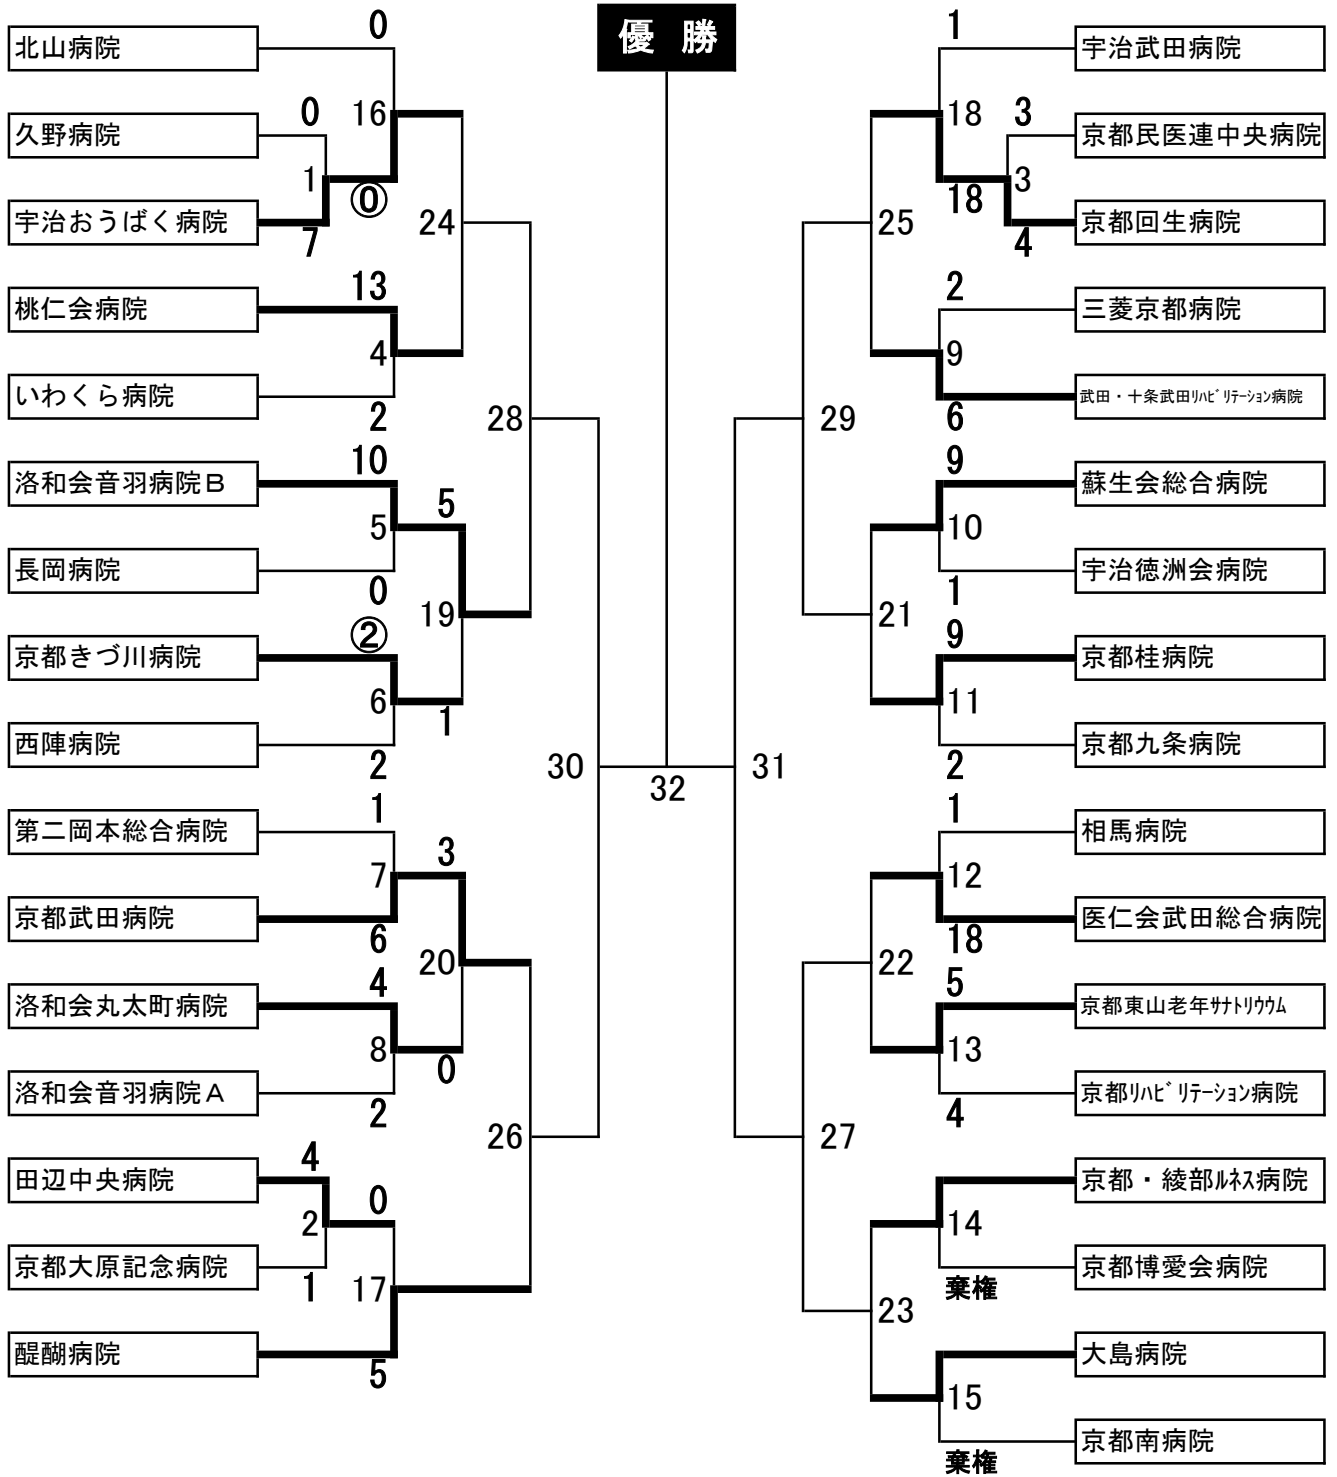 優 勝
0
北山病院
16
0
久野病院
1
⓪
宇治おうばく病院
7
24
13
桃仁会病院
4
いわくら病院
2
28
10
洛和会音羽病院Ｂ
5
5
長岡病院
0
19
②
京都きづ川病院
6
1
西陣病院
2
30
1
第二岡本総合病院
7
3
京都武田病院
6
20
4
洛和会丸太町病院
8
0
洛和会音羽病院Ａ
2
26
4
田辺中央病院
2
0
京都大原記念病院
1
17
醍醐病院
5
32
1
宇治武田病院
18
3
京都民医連中央病院
3
18
京都回生病院
4
25
2
三菱京都病院
9
武田・十条武田ﾘﾊﾋﾞﾘﾃｰｼｮﾝ病院
6
29
9
蘇生会総合病院
10
宇治徳洲会病院
1
21
9
京都桂病院
11
京都九条病院
2
31
1
相馬病院
12
医仁会武田総合病院
18
22
5
京都東山老年ｻﾅﾄﾘｳｳﾑ
13
京都ﾘﾊﾋﾞﾘﾃｰｼｮﾝ病院
4
27
京都・綾部ﾙﾈｽ病院
14
京都博愛会病院
棄権
23
大島病院
15
京都南病院
棄権